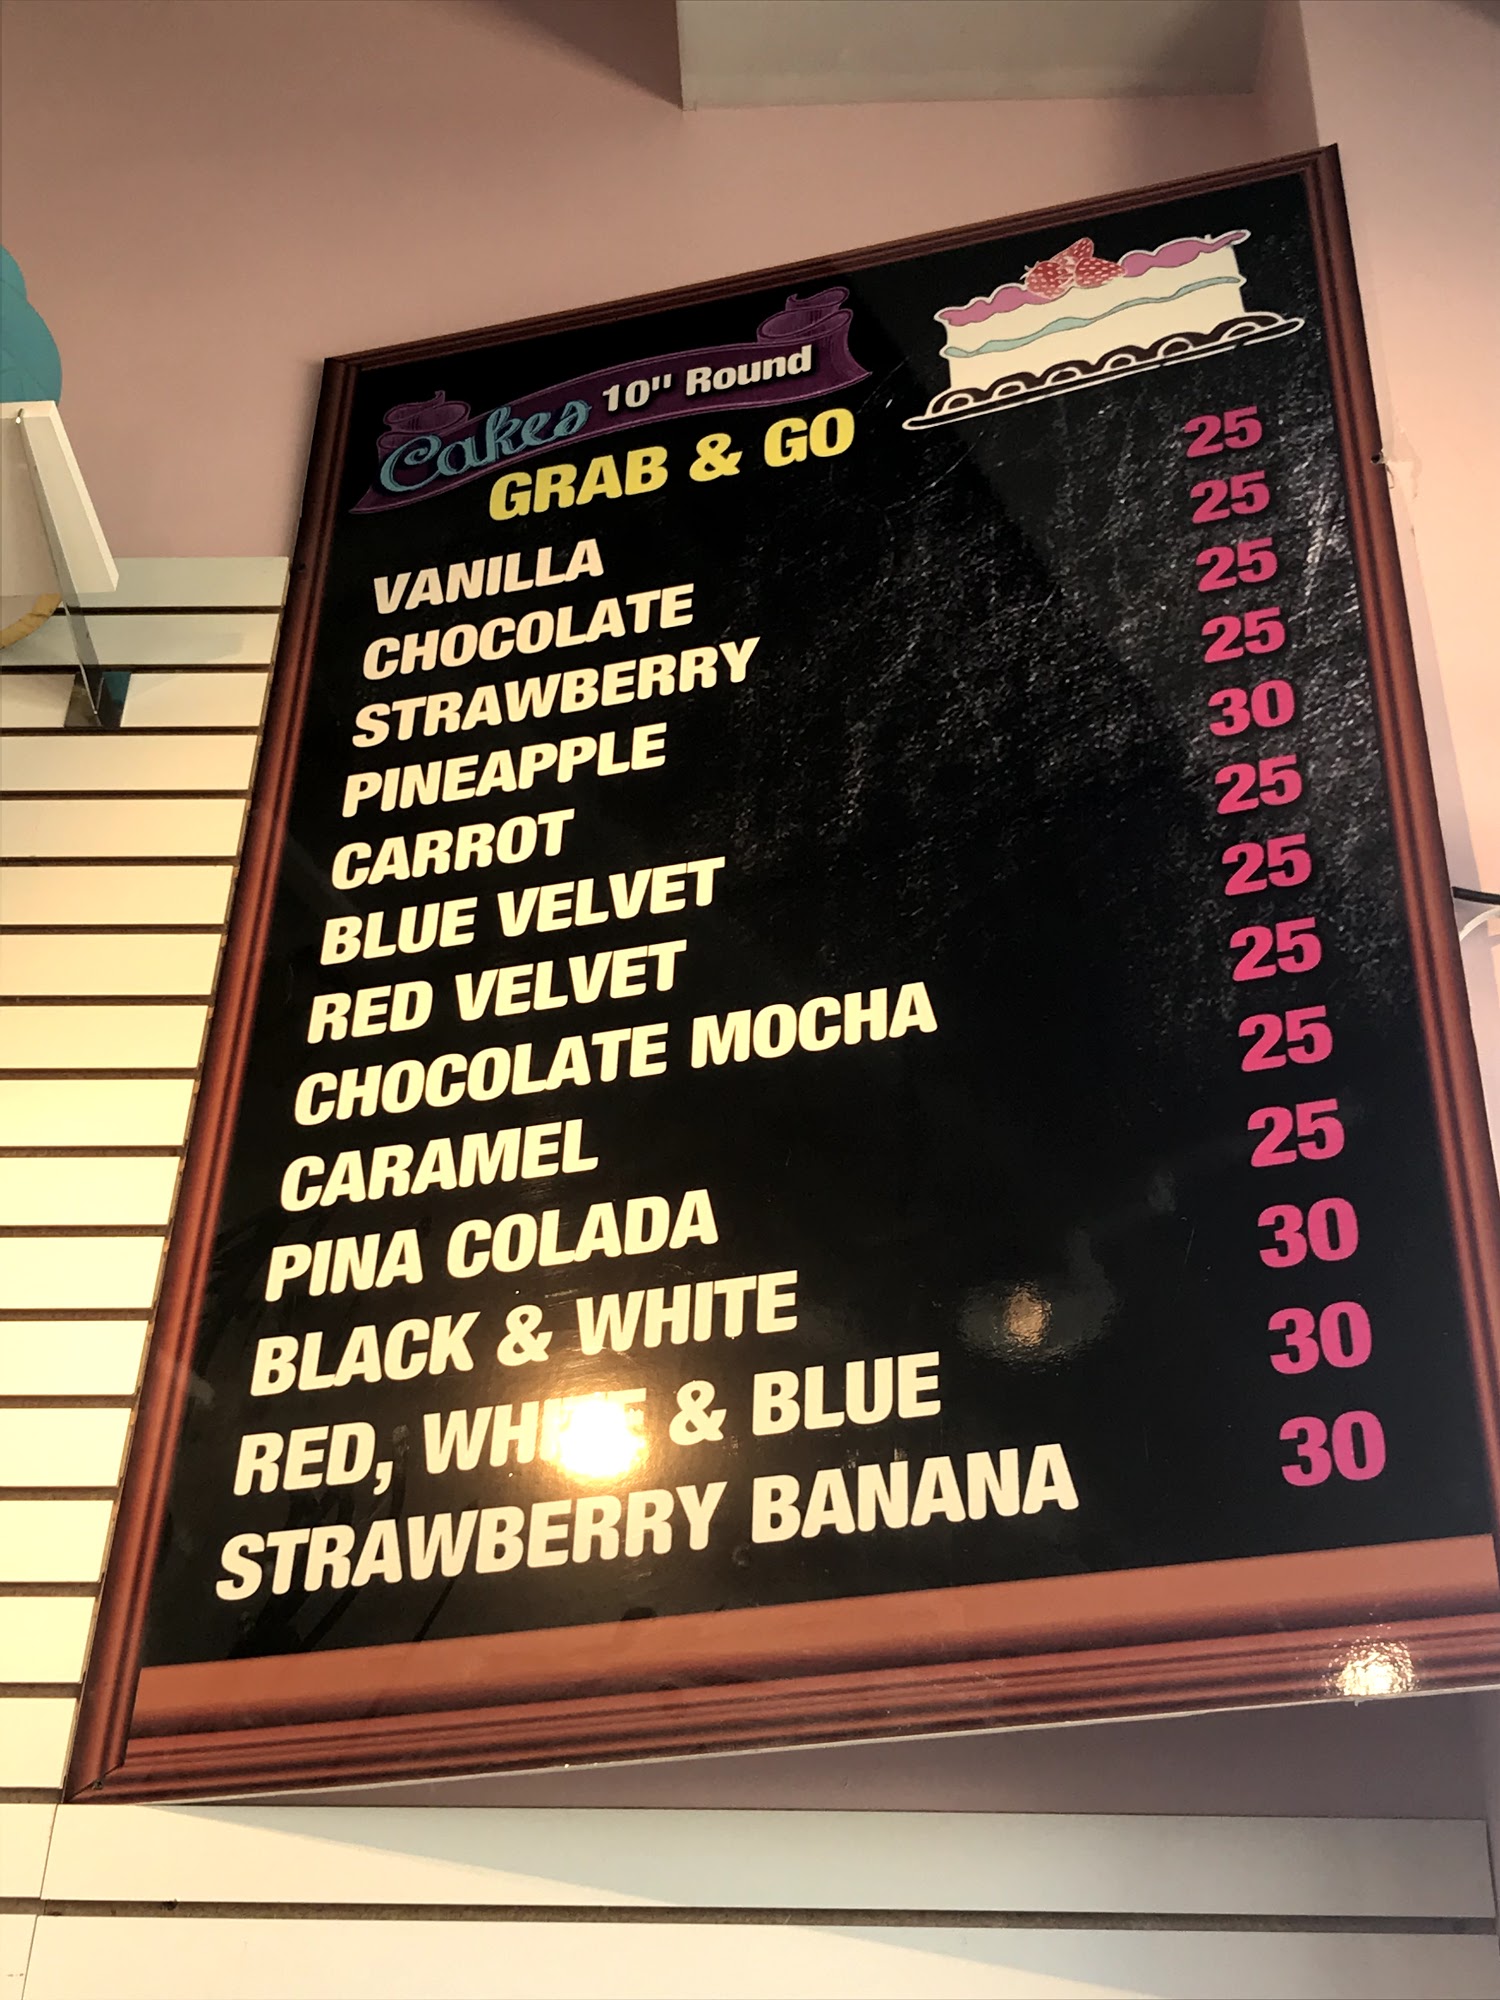 Cakes 10" Round
GRAB & GO
VANILLA 25
CHOCOLATE 25
STRAWBERRY 25
PINEAPPLE 25
CARROT 30
BLUE VELVET 25
RED VELVET 25
CHOCOLATE MOCHA 25
CARAMEL 25
PINA COLADA 25
BLACK & WHITE 30
RED, WHITE & BLUE 30
STRAWBERRY BANANA 30